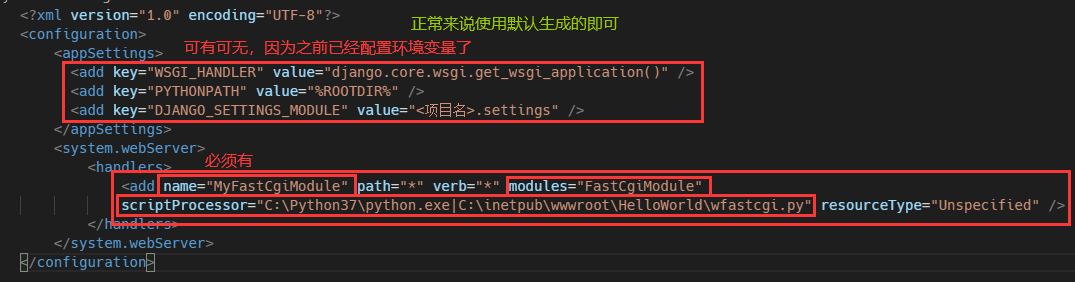 <?xml version="1.0" encoding="UTF-8"?>
正常来说使用默认生成的即可
<configuration>
可有可无，因为之前已经配置环境变量了
<appSettings>
<add key="WSGI_HANDLER" value="django.core.wsgi.get_wsgi_application()" />
<add key="PYTHONPATH" value="%ROOTDIR%" />
<add key="DJANGO_SETTINGS_MODULE" value="<项目名>.settings" />
</appSettings>
<system.webServer>
必须有
<handlers>
<add name="MyFastCgiModule" path="*" verb="*" modules="FastCgiModule"
scriptProcessor="C:\Python37\python.exe|C:\inetpub\wwwroot\HelloWorld\wfastcgi.py" resourceType="Unspecified" />
</handlers>
</system.webServer>
</configuration>